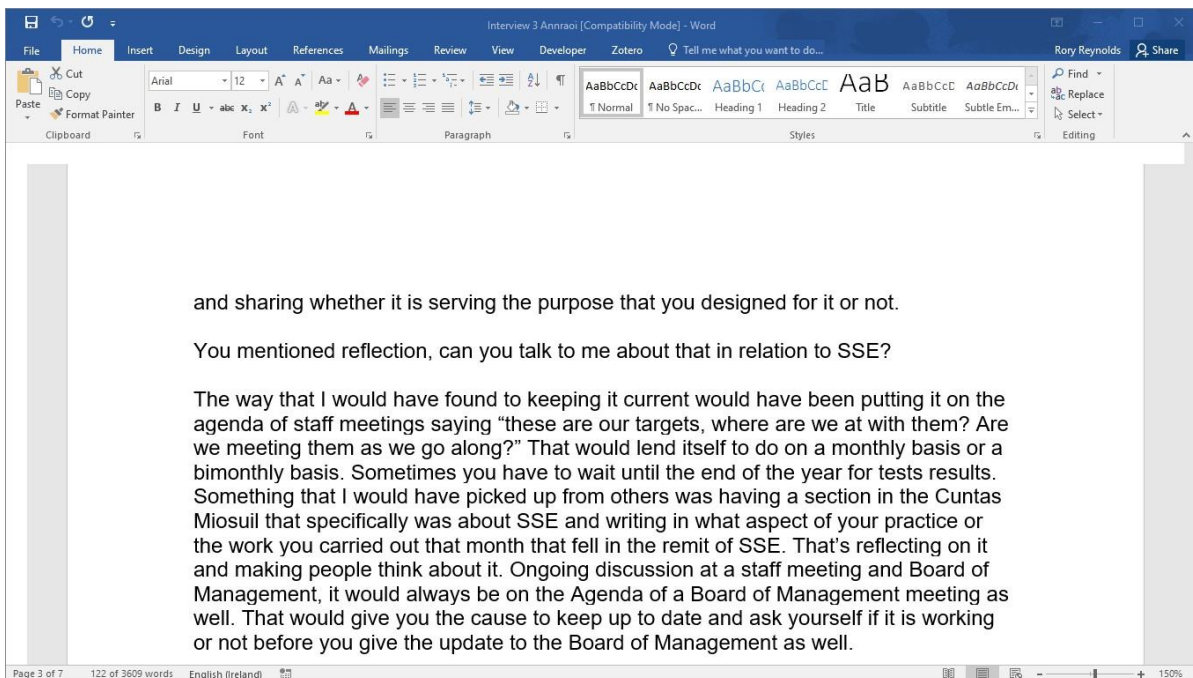 Interview 3 Annraoi [Compatibility Mode] - Word
File Home Insert Design Layout References Mailings Review View Developer Zotero Tell me what you want to do... Rory Reynolds Share
Paste Cut Copy Format Painter
Arial 12 A A Aa
B I U abc X₂ X² A ab A
AaBbCcDc AaBbCcDc AaBbC( AaBbCcC AaB AaBbCcD AaBbCcDc
¶ Normal ¶ No Spac... Heading 1 Heading 2 Title Subtitle Subtle Em...
Find Replace Select
Clipboard Font Paragraph Styles Editing
and sharing whether it is serving the purpose that you designed for it or not.
You mentioned reflection, can you talk to me about that in relation to SSE?
The way that I would have found to keeping it current would have been putting it on the
agenda of staff meetings saying “these are our targets, where are we at with them? Are
we meeting them as we go along?” That would lend itself to do on a monthly basis or a
bimonthly basis. Sometimes you have to wait until the end of the year for tests results.
Something that I would have picked up from others was having a section in the Cuntas
Miosuil that specifically was about SSE and writing in what aspect of your practice or
the work you carried out that month that fell in the remit of SSE. That’s reflecting on it
and making people think about it. Ongoing discussion at a staff meeting and Board of
Management, it would always be on the Agenda of a Board of Management meeting as
well. That would give you the cause to keep up to date and ask yourself if it is working
or not before you give the update to the Board of Management as well.
Page 3 of 7 122 of 3609 words English (Ireland) 150%